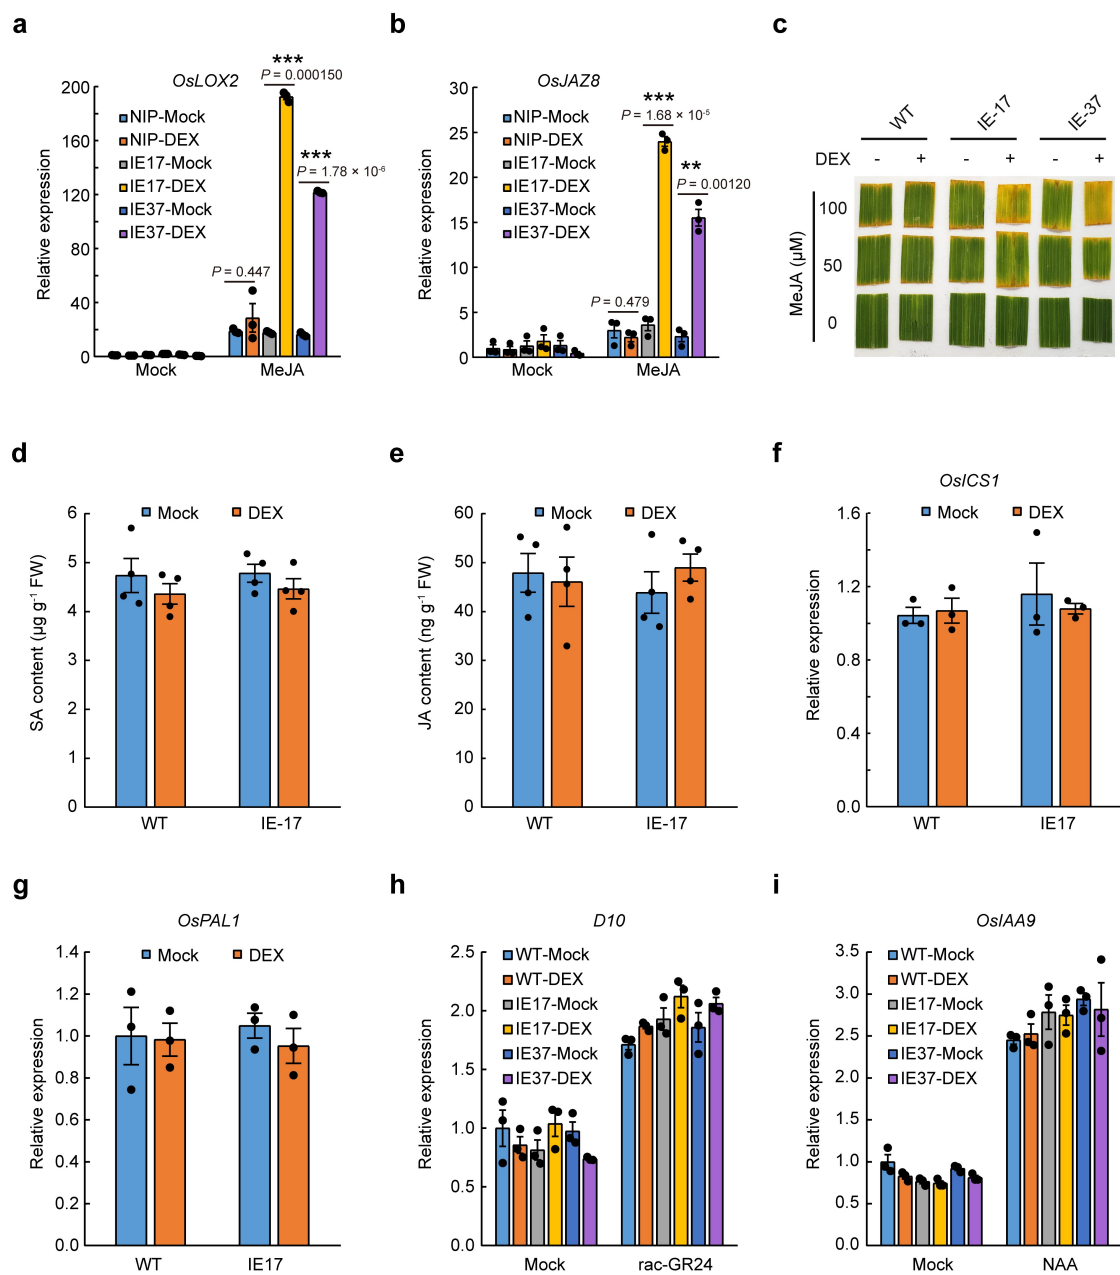 a
OsLOX2
***
P = 0.000150
Relative expression
200
160
120
80
40
0
NIP-Mock
NIP-DEX
IE17-Mock
IE17-DEX
IE37-Mock
IE37-DEX
***
P = 1.78 × 10-6
P = 0.447
Mock
MeJA
b
OsJAZ8
***
P = 1.68 × 10-5
Relative expression
30
25
20
15
10
5
0
NIP-Mock
NIP-DEX
IE17-Mock
IE17-DEX
IE37-Mock
IE37-DEX
**
P = 0.00120
P = 0.479
Mock
MeJA
c
WT
IE-17
IE-37
DEX - + - + - +
MeJA (μM)
100
50
0
d
Mock
DEX
SA content (μg g-1 FW)
6
5
4
3
2
1
0
WT
IE-17
e
Mock
DEX
JA content (ng g-1 FW)
60
50
40
30
20
10
0
WT
IE-17
f
OsICS1
Mock
DEX
Relative expression
1.6
1.2
0.8
0.4
0.0
WT
IE17
g
OsPAL1
Mock
DEX
Relative expression
1.4
1.2
1.0
0.8
0.6
0.4
0.2
0.0
WT
IE17
h
D10
Relative expression
2.5
2.0
1.5
1.0
0.5
0.0
WT-Mock
WT-DEX
IE17-Mock
IE17-DEX
IE37-Mock
IE37-DEX
Mock
rac-GR24
i
OsIAA9
Relative expression
3.5
3.0
2.5
2.0
1.5
1.0
0.5
0.0
WT-Mock
WT-DEX
IE17-Mock
IE17-DEX
IE37-Mock
IE37-DEX
Mock
NAA